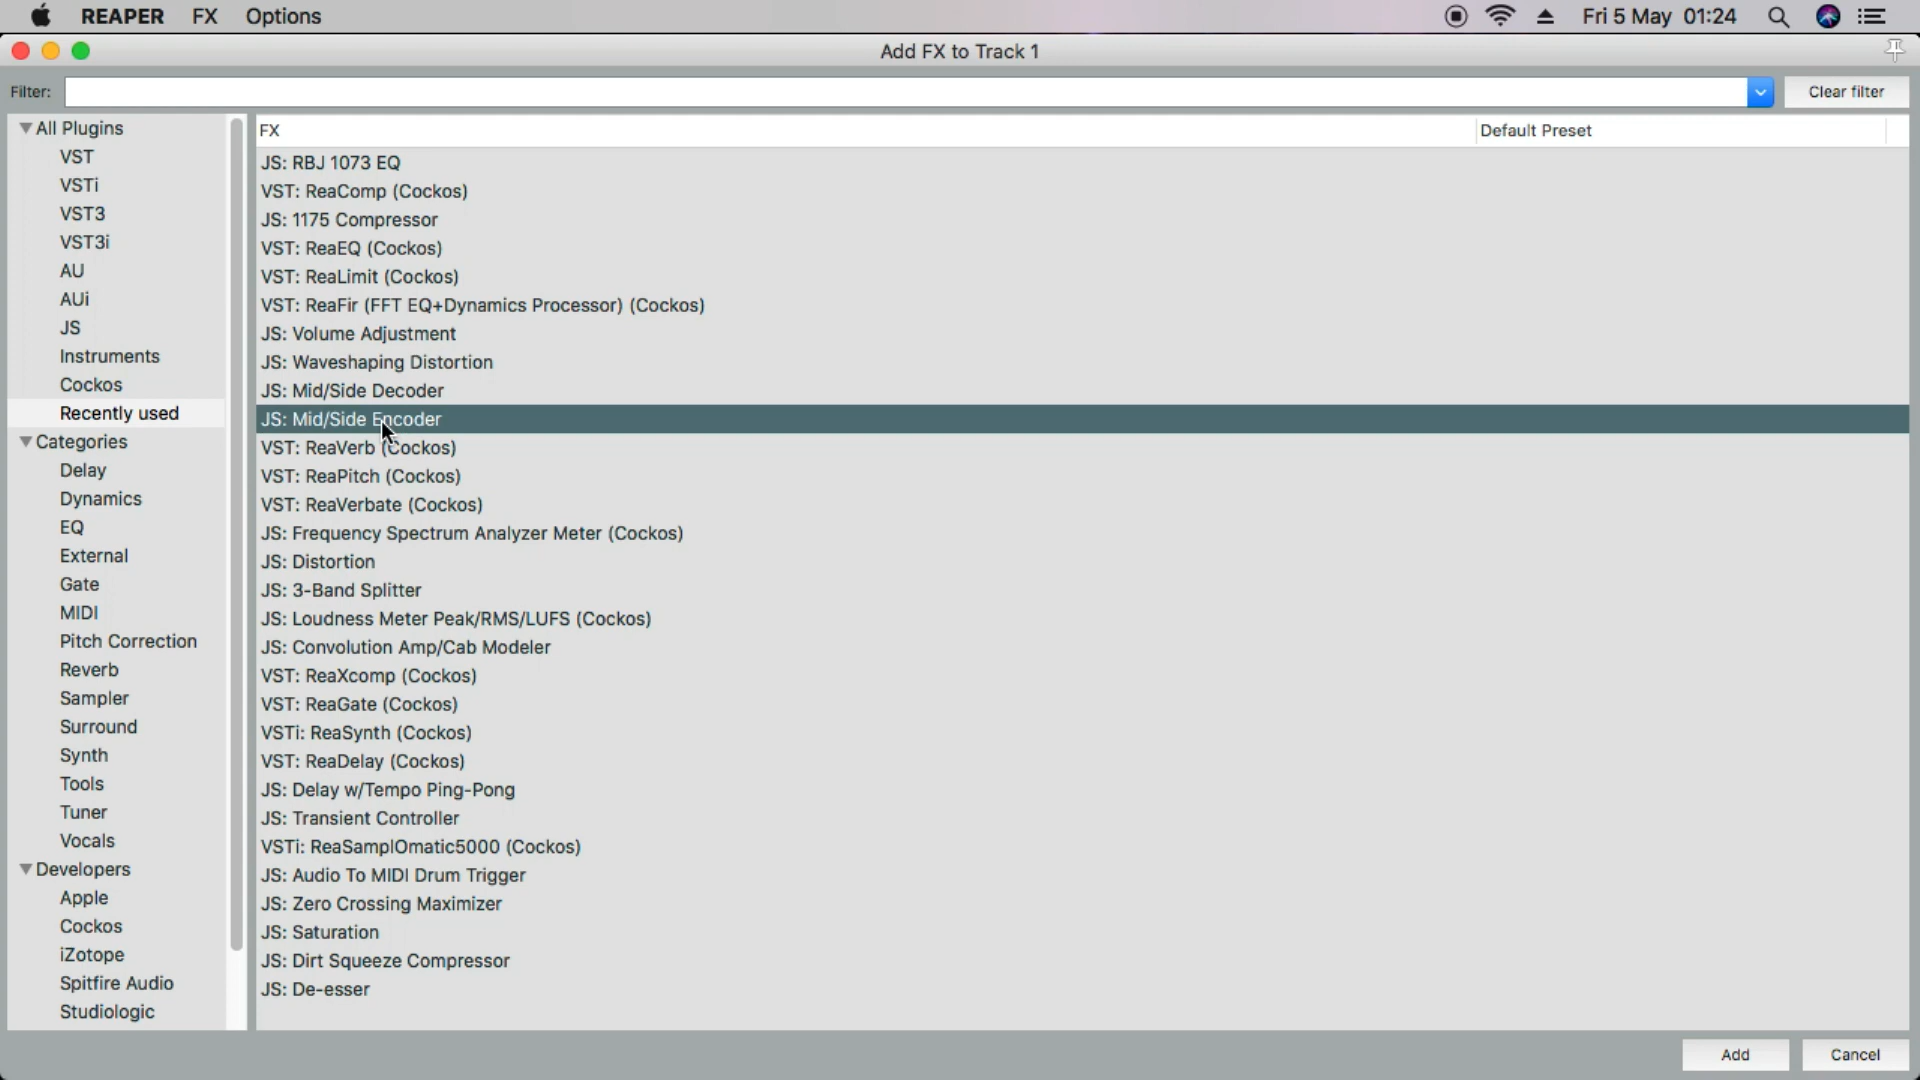 REAPER FX Options Fri 5 May 01:24
Add FX to Track 1
Filter: Clear filter
All Plugins
VST
VSTi
VST3
VST3i
AU
AUi
JS
Instruments
Cockos
Recently used
Categories
Delay
Dynamics
EQ
External
Gate
MIDI
Pitch Correction
Reverb
Sampler
Surround
Synth
Tools
Tuner
Vocals
Developers
Apple
Cockos
iZotope
Spitfire Audio
Studiologic
FX Default Preset
JS: RBJ 1073 EQ
VST: ReaComp (Cockos)
JS: 1175 Compressor
VST: ReaEQ (Cockos)
VST: ReaLimit (Cockos)
VST: ReaFir (FFT EQ+Dynamics Processor) (Cockos)
JS: Volume Adjustment
JS: Waveshaping Distortion
JS: Mid/Side Decoder
JS: Mid/Side Encoder
VST: ReaVerb (Cockos)
VST: ReaPitch (Cockos)
VST: ReaVerbate (Cockos)
JS: Frequency Spectrum Analyzer Meter (Cockos)
JS: Distortion
JS: 3-Band Splitter
JS: Loudness Meter Peak/RMS/LUFS (Cockos)
JS: Convolution Amp/Cab Modeler
VST: ReaXcomp (Cockos)
VST: ReaGate (Cockos)
VSTi: ReaSynth (Cockos)
VST: ReaDelay (Cockos)
JS: Delay w/Tempo Ping-Pong
JS: Transient Controller
VSTi: ReaSamplOmatic5000 (Cockos)
JS: Audio To MIDI Drum Trigger
JS: Zero Crossing Maximizer
JS: Saturation
JS: Dirt Squeeze Compressor
JS: De-esser
Add Cancel